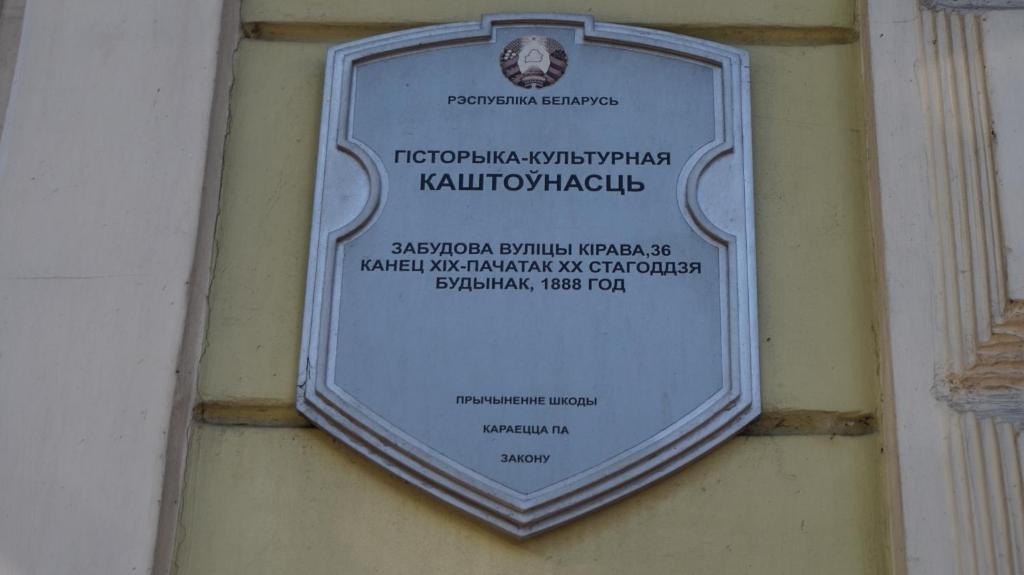 РЭСПУБЛІКА БЕЛАРУСЬ
ГІСТОРЫКА-КУЛЬТУРНАЯ
КАШТОЎНАСЦЬ
ЗАБУДОВА ВУЛІЦЫ КІРАВА,36
КАНЕЦ XIX-ПАЧАТАК XX СТАГОДДЗЯ
БУДЫНАК, 1888 ГОД
ПРЫЧЫНЕННЕ ШКОДЫ
КАРАЕЦЦА ПА
ЗАКОНУ